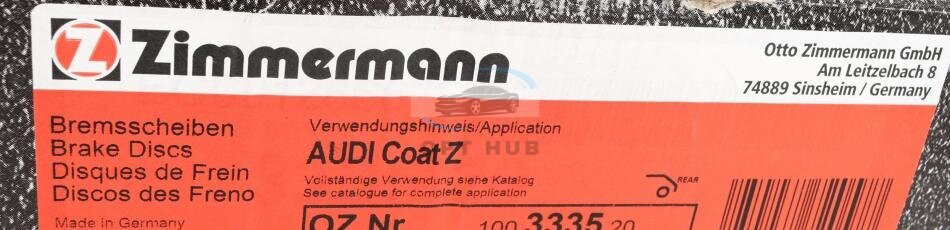 Zimmermann
Otto Zimmermann GmbH
Am Leitzelbach 8
74889 Sinsheim / Germany
Bremsscheiben
Brake Discs
Disques de Frein
Discos des Freno
Made in Germany
Verwendungshinweis/Application
AUDI Coat Z
Vollständige Verwendung siehe Katalog
See catalogue for complete application
REAR
OZ Nr
100 3335 20
HUB